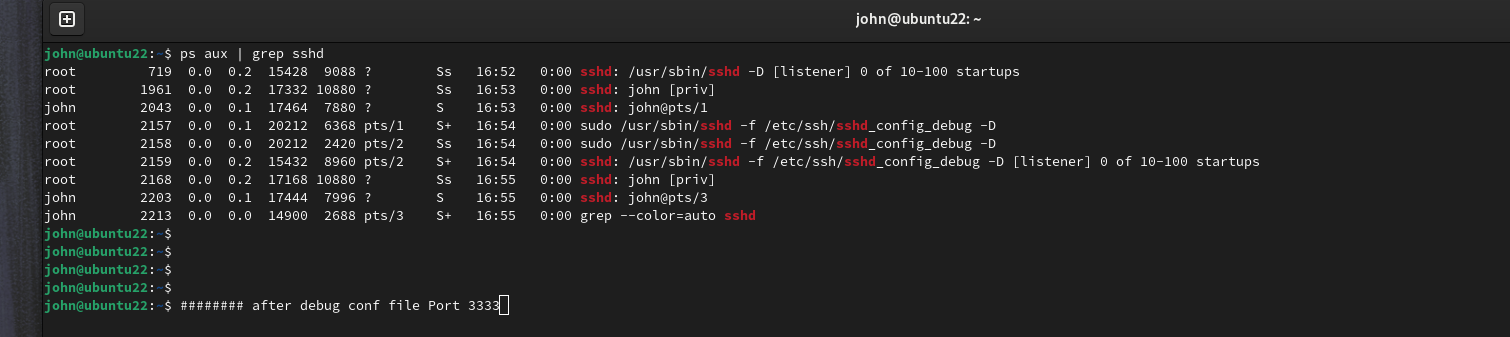 john@ubuntu22: ~
john@ubuntu22:~$ ps aux | grep sshd
root         719  0.0  0.2  15428  9088 ?        Ss   16:52   0:00 sshd: /usr/sbin/sshd -D [listener] 0 of 10-100 startups
root        1961  0.0  0.2  17332 10880 ?        Ss   16:53   0:00 sshd: john [priv]
john        2043  0.0  0.1  17464  7880 ?        S    16:53   0:00 sshd: john@pts/1
root        2157  0.0  0.1  20212  6368 pts/1    S+   16:54   0:00 sudo /usr/sbin/sshd -f /etc/ssh/sshd_config_debug -D
root        2158  0.0  0.0  20212  2420 pts/2    Ss   16:54   0:00 sudo /usr/sbin/sshd -f /etc/ssh/sshd_config_debug -D
root        2159  0.0  0.2  15432  8960 pts/2    S+   16:54   0:00 sshd: /usr/sbin/sshd -f /etc/ssh/sshd_config_debug -D [listener] 0 of 10-100 startups
root        2168  0.0  0.2  17168 10880 ?        Ss   16:55   0:00 sshd: john [priv]
john        2203  0.0  0.1  17444  7996 ?        S    16:55   0:00 sshd: john@pts/3
john        2213  0.0  0.0  14900  2688 pts/3    S+   16:55   0:00 grep --color=auto sshd
john@ubuntu22:~$
john@ubuntu22:~$
john@ubuntu22:~$
john@ubuntu22:~$
john@ubuntu22:~$ ######## after debug conf file Port 3333